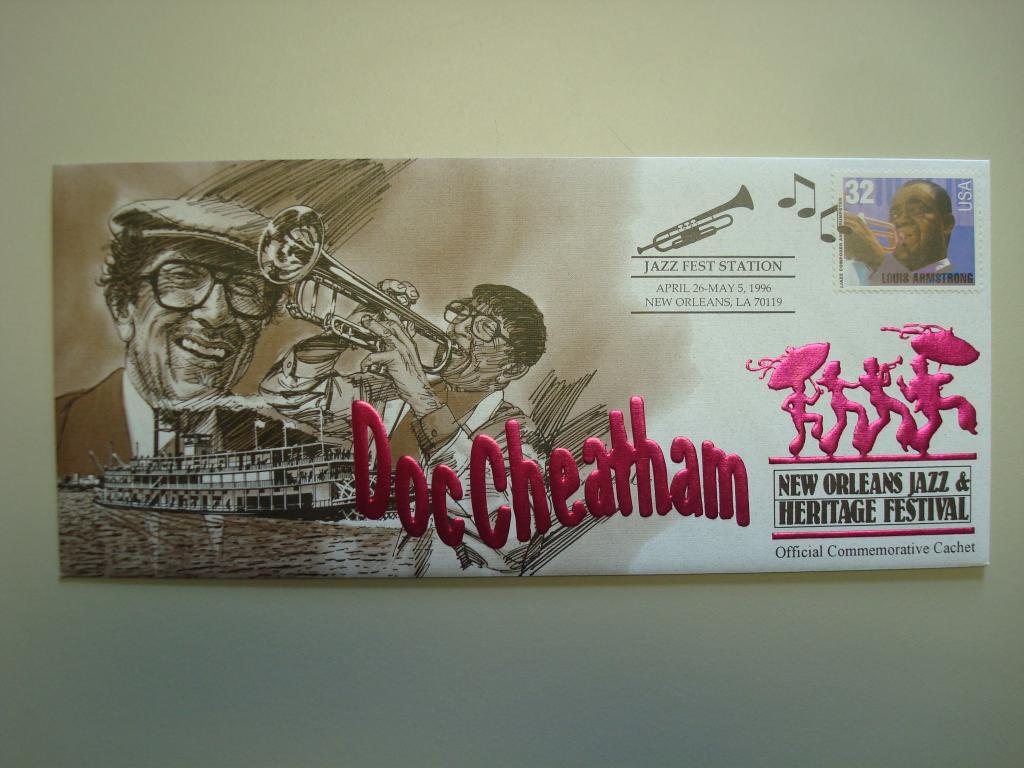 JAZZ FEST STATION
APRIL 26-MAY 5, 1996
NEW ORLEANS, LA 70119
32
USA
LOUIS ARMSTRONG
Doc Cheatham
NEW ORLEANS JAZZ &
HERITAGE FESTIVAL
Official Commemorative Cachet